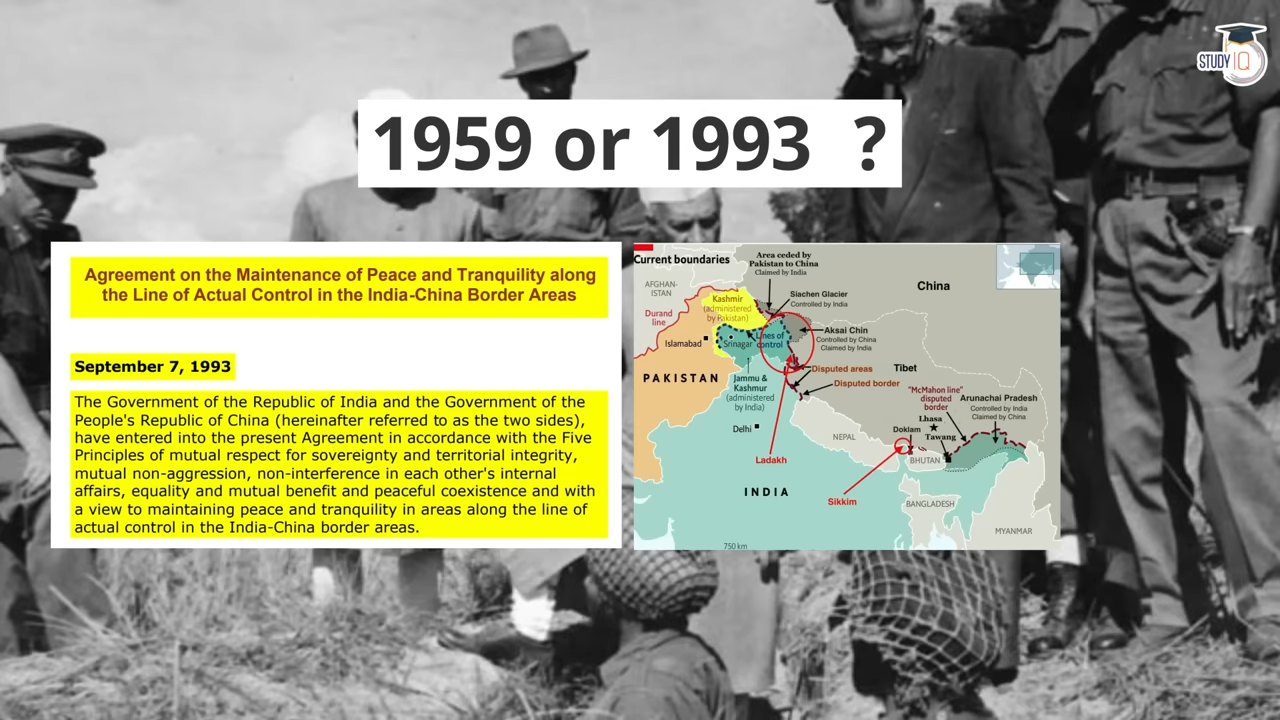 STUDY IQ
1959 or 1993 ?
Agreement on the Maintenance of Peace and Tranquility along
the Line of Actual Control in the India-China Border Areas
September 7, 1993
The Government of the Republic of India and the Government of the
People's Republic of China (hereinafter referred to as the two sides),
have entered into the present Agreement in accordance with the Five
Principles of mutual respect for sovereignty and territorial integrity,
mutual non-aggression, non-interference in each other's internal
affairs, equality and mutual benefit and peaceful coexistence and with
a view to maintaining peace and tranquility in areas along the line of
actual control in the India-China border areas.
Current boundaries
Area ceded by
Pakistan to China
Claimed by India
AFGHAN-
ISTAN
China
Kashmir
(administered
by Pakistan)
Siachen Glacier
Controlled by India
Durand
line
Aksai Chin
Controlled by China
Claimed by India
Islamabad
Srinagar
Lines of
control
Disputed areas
Tibet
PAKISTAN
Jammu &
Kashmur
(administered
by India)
Disputed border
"McMahon line"
disputed
border
Arunachai Pradesh
Controlled by India
Claimed by China
Lhasa
Delhi
Doklam
Tawang
NEPAL
BHUTAN
Ladakh
INDIA
Sikkim
BANGLADESH
MYANMAR
750 km